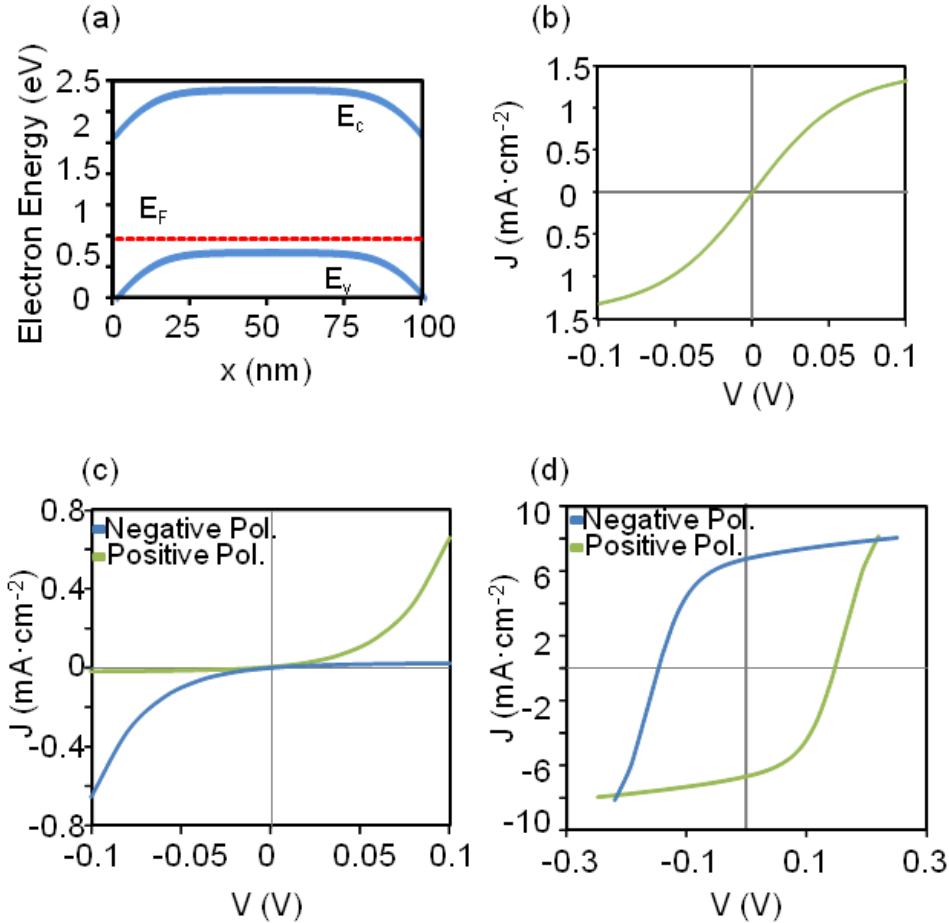 (a)
Electron Energy (eV)
2.5
2
1.5
1
0.5
0
E_c
E_F
E_v
0 25 50 75 100
x (nm)
(b)
J (mA·cm⁻²)
1.5
1
0.5
0
0.5
1
1.5
-0.1 -0.05 0 0.05 0.1
V (V)
(c)
J (mA·cm⁻²)
0.8
0.4
0
-0.4
-0.8
Negative Pol.
Positive Pol.
-0.1 -0.05 0 0.05 0.1
V (V)
(d)
J (mA·cm⁻²)
10
6
2
-2
-6
-10
Negative Pol.
Positive Pol.
-0.3 -0.1 0.1 0.3
V (V)